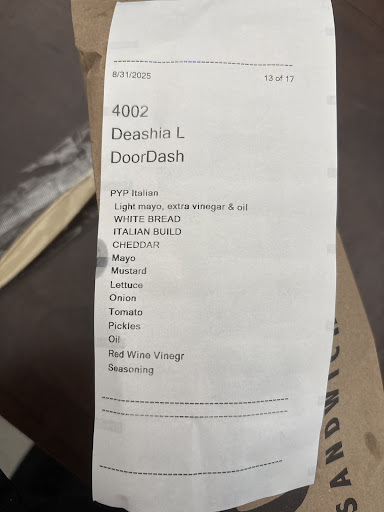 8/31/2025 13 of 17
4002
Deashia L
DoorDash
PYP Italian
Light mayo, extra vinegar & oil
WHITE BREAD
ITALIAN BUILD
CHEDDAR
Mayo
Mustard
Lettuce
Onion
Tomato
Pickles
Oil
Red Wine Vinegr
Seasoning
SANDWICH